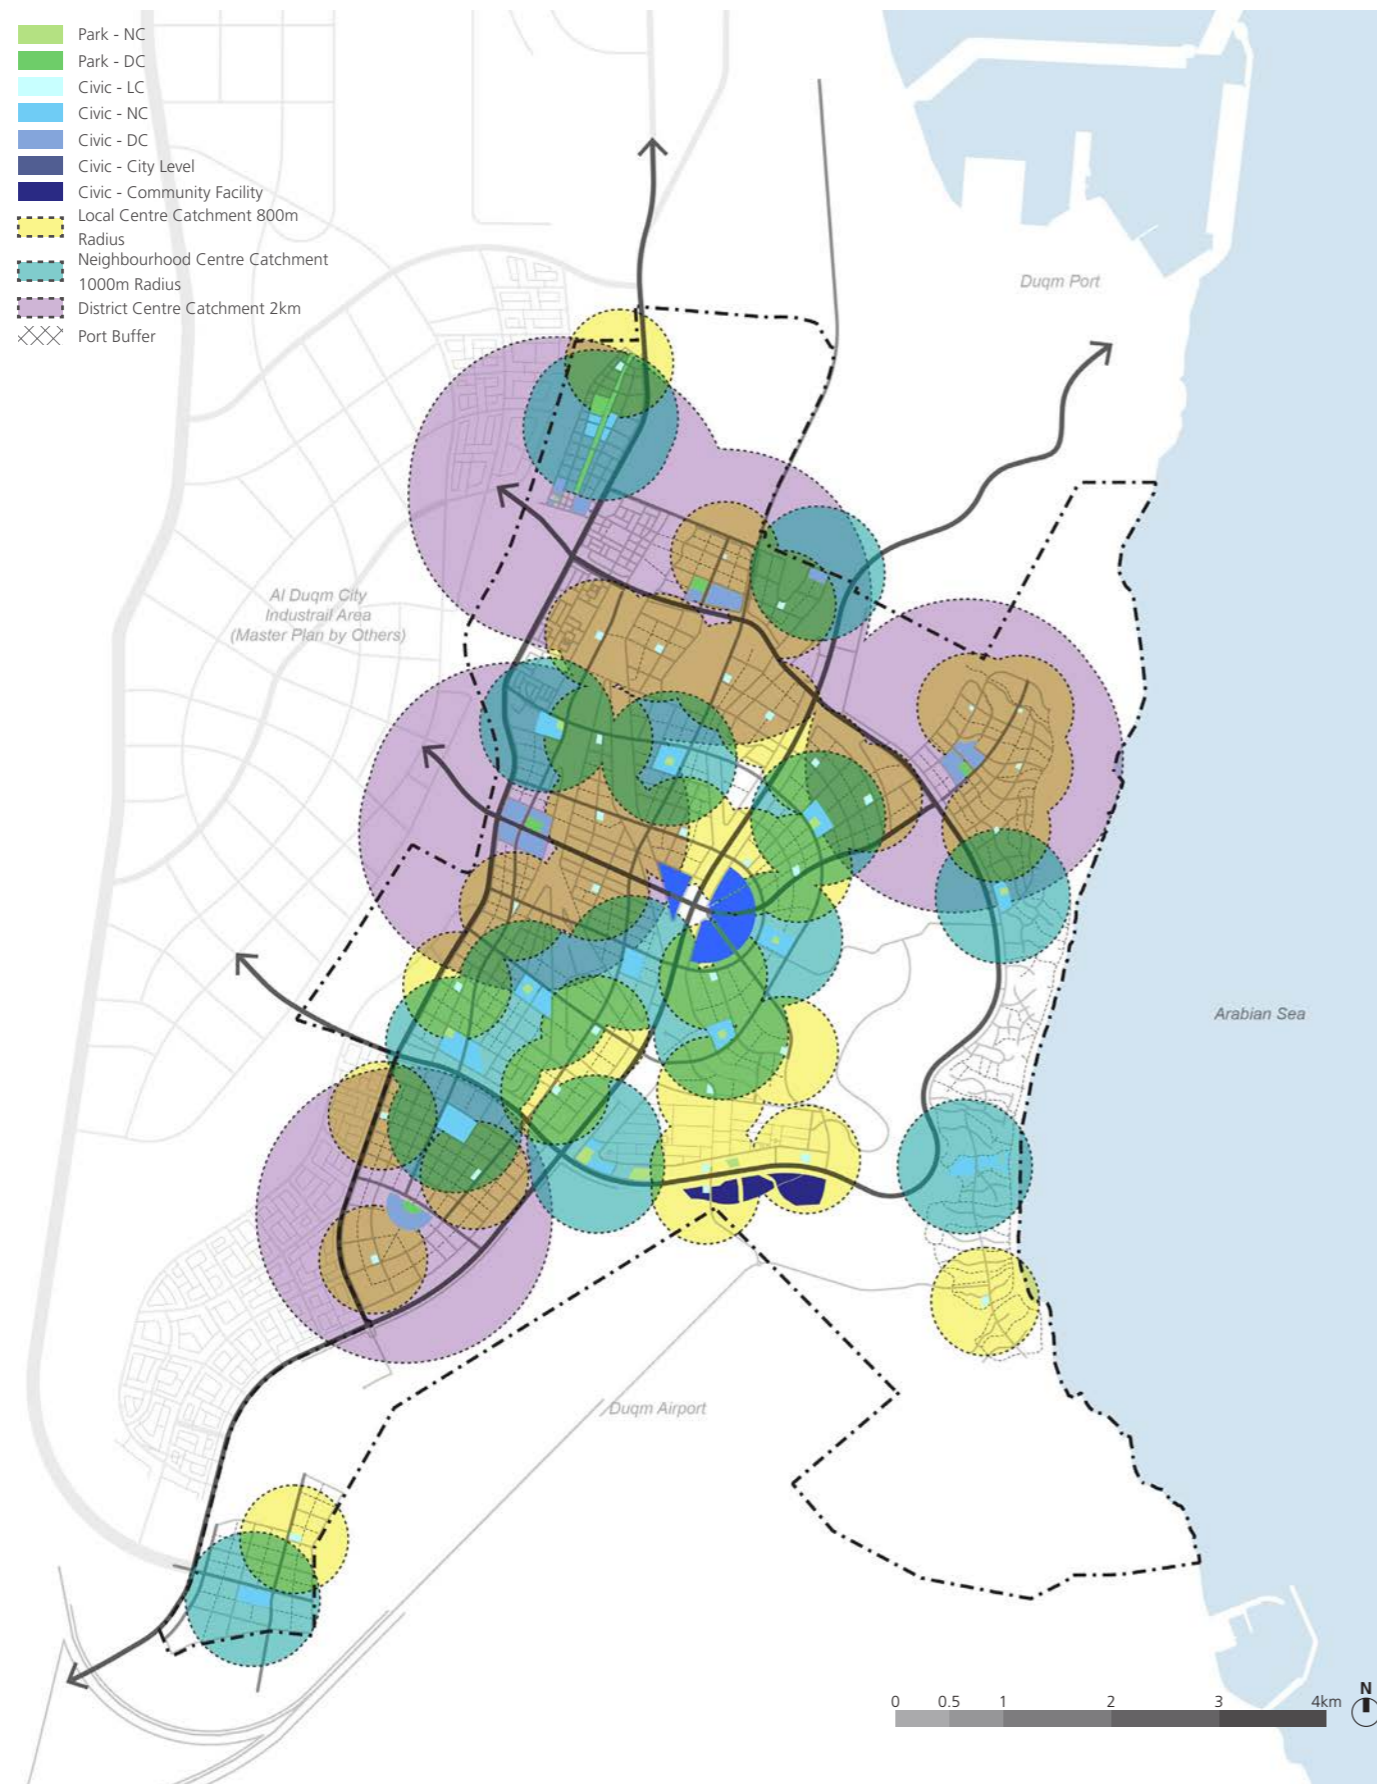 Park - NC
Park - DC
Civic - LC
Civic - NC
Civic - DC
Civic - City Level
Civic - Community Facility
Local Centre Catchment 800m
Radius
Neighbourhood Centre Catchment
1000m Radius
District Centre Catchment 2km
Port Buffer
Duqm Port
Al Duqm City
Industrail Area
(Master Plan by Others)
Arabian Sea
Duqm Airport
N
0 0.5 1 2 3 4km